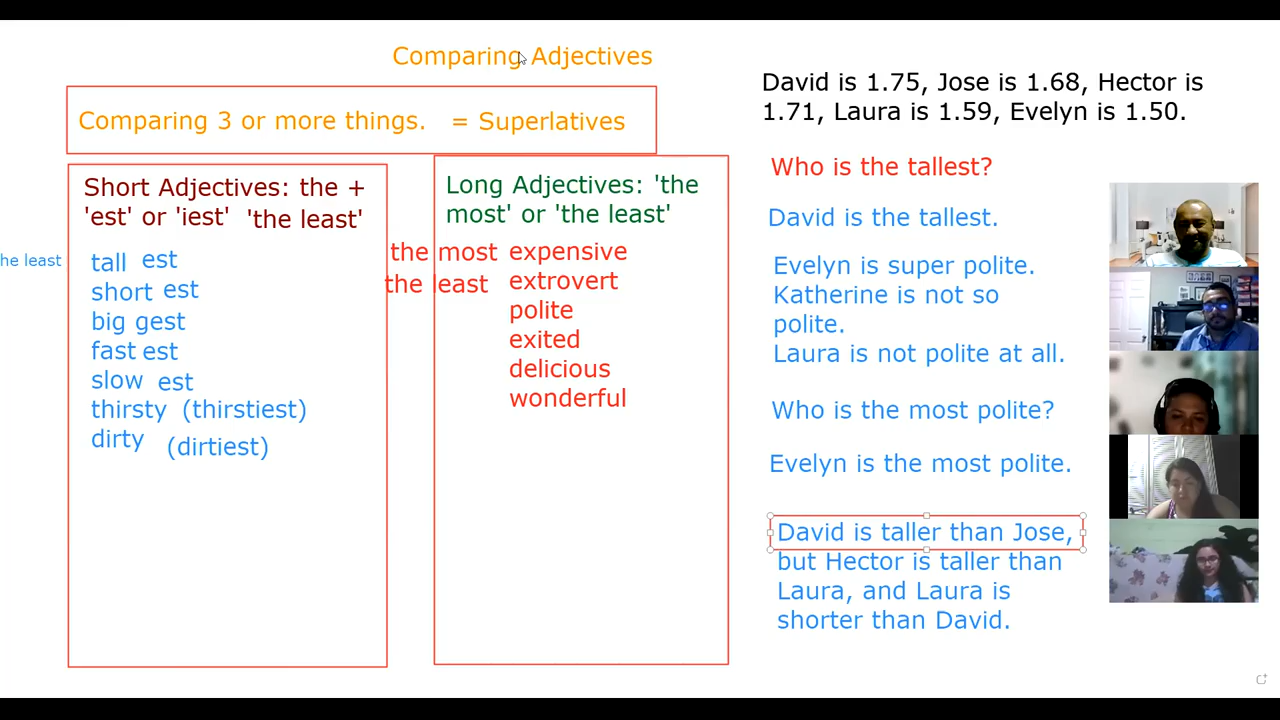 Comparing Adjectives
Comparing 3 or more things. = Superlatives
Short Adjectives: the +
'est' or 'iest' 'the least'
he least
tall est
short est
big gest
fast est
slow est
thirsty (thirstiest)
dirty (dirtiest)
Long Adjectives: 'the
most' or 'the least'
the most expensive
the least extrovert
polite
exited
delicious
wonderful
David is 1.75, Jose is 1.68, Hector is
1.71, Laura is 1.59, Evelyn is 1.50.
Who is the tallest?
David is the tallest.
Evelyn is super polite.
Katherine is not so
polite.
Laura is not polite at all.
Who is the most polite?
Evelyn is the most polite.
David is taller than Jose,
but Hector is taller than
Laura, and Laura is
shorter than David.